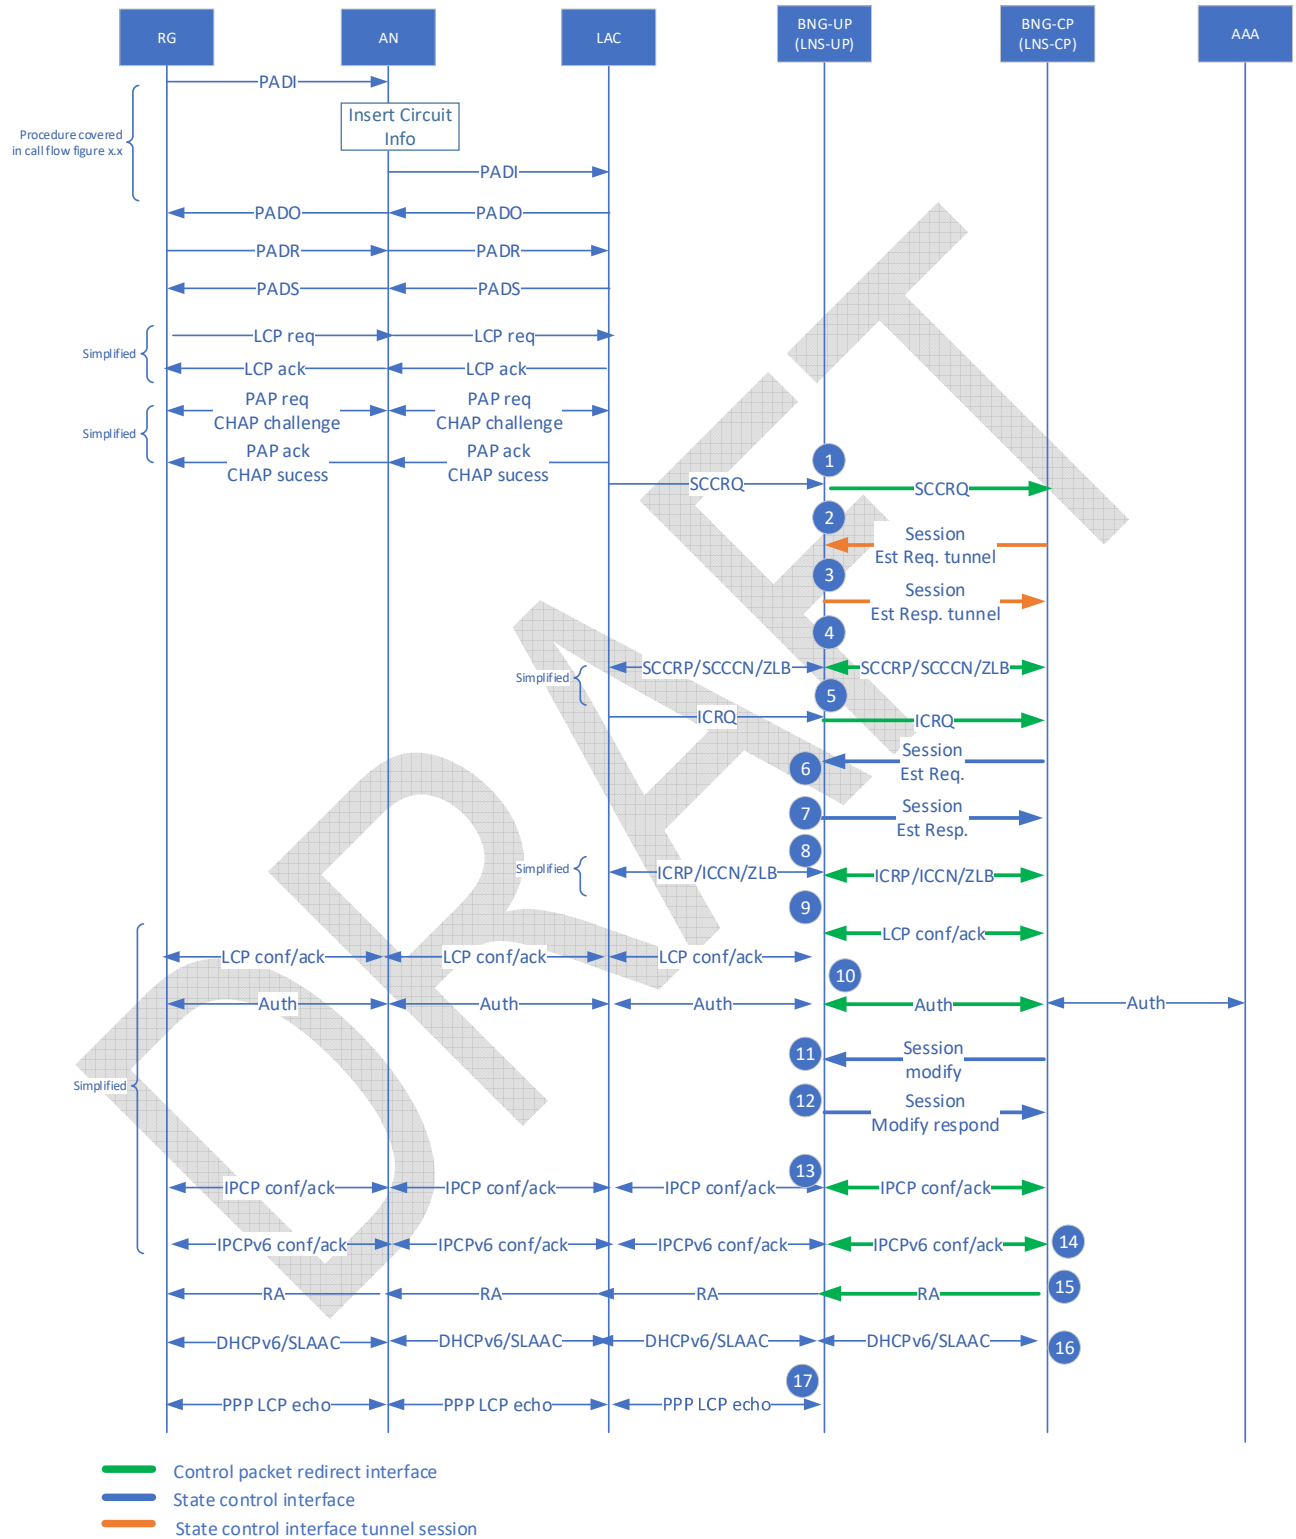 RG
AN
LAC
BNG-UP
(LNS-UP)
BNG-CP
(LNS-CP)
AAA
PADI
Procedure covered
in call flow figure x.x
Insert Circuit
Info
PADI
PADO PADO
PADR PADR
PADS PADS
Simplified
LCP req LCP req
LCP ack LCP ack
Simplified
PAP req
CHAP challenge
PAP req
CHAP challenge
PAP ack
CHAP sucess
PAP ack
CHAP sucess
1
SCCRQ SCCRQ
2
Session
Est Req. tunnel
3
Session
Est Resp. tunnel
4
Simplified
SCCRP/SCCCN/ZLB SCCRP/SCCCN/ZLB
5
ICRQ ICRQ
6
Session
Est Req.
7
Session
Est Resp.
8
Simplified
ICRP/ICCN/ZLB ICRP/ICCN/ZLB
9
LCP conf/ack
LCP conf/ack LCP conf/ack LCP conf/ack
10
Auth Auth Auth Auth Auth
11
Session
modify
Simplified
12
Session
Modify respond
13
IPCP conf/ack IPCP conf/ack IPCP conf/ack IPCP conf/ack
IPCPv6 conf/ack IPCPv6 conf/ack IPCPv6 conf/ack IPCPv6 conf/ack 14
RA RA RA RA 15
DHCPv6/SLAAC DHCPv6/SLAAC DHCPv6/SLAAC DHCPv6/SLAAC 16
17
PPP LCP echo PPP LCP echo PPP LCP echo
Control packet redirect interface
State control interface
State control interface tunnel session
DRAFT